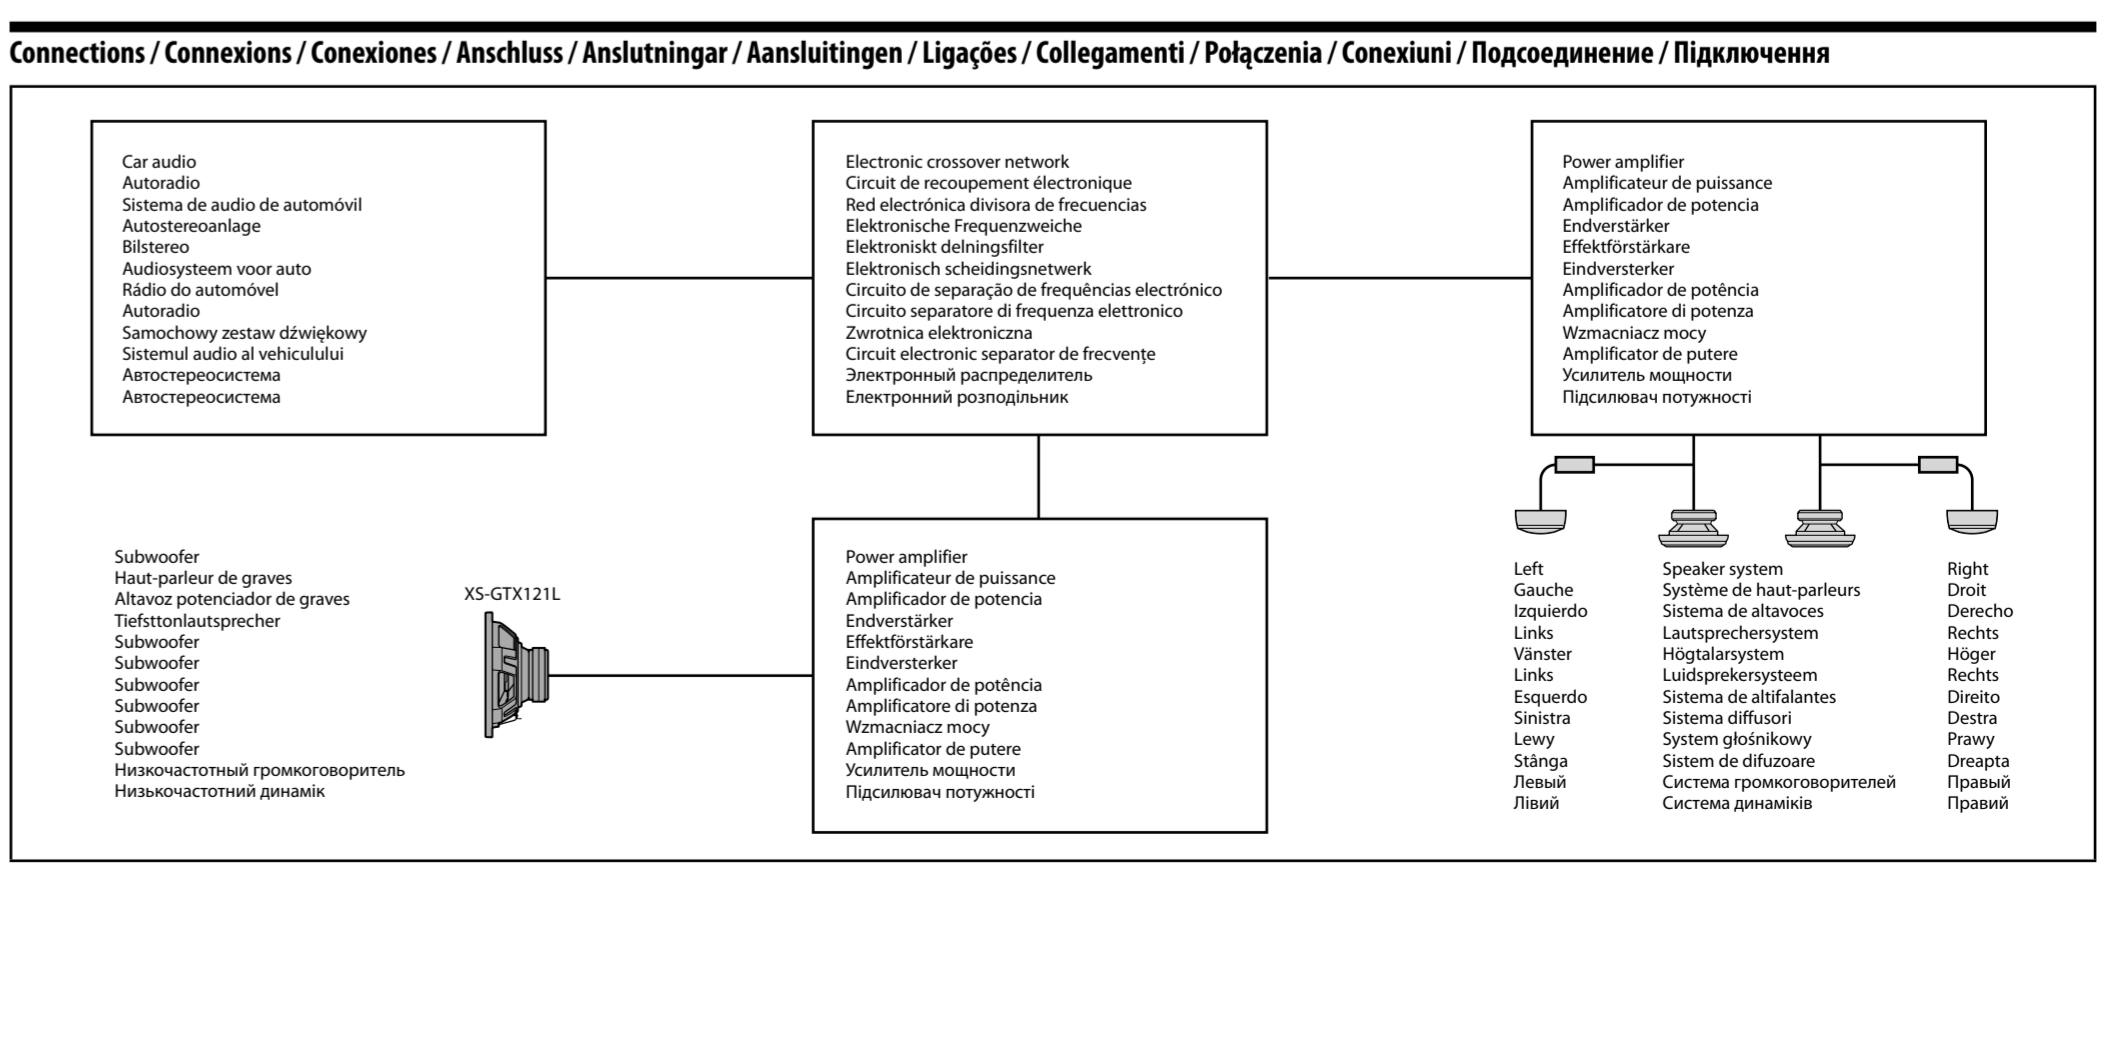 Connections / Connexions / Conexiones / Anschluss / Anslutningar / Aansluitingen / Ligações / Collegamenti / Połączenia / Conexiuni / Подсоединение / Підключення
Car audio
Autoradio
Sistema de audio de automóvil
Autostereoanlage
Bilstereo
Audiosysteem voor auto
Rádio do automóvel
Autoradio
Samochowy zestaw dźwiękowy
Sistemul audio al vehiculului
Автостереосистема
Автостереосистема
Electronic crossover network
Circuit de recoupement électronique
Red electrónica divisora de frecuencias
Elektronische Frequenzweiche
Elektroniskt delningsfilter
Elektronisch scheidingsnetwerk
Circuito de separação de frequências electrónico
Circuito separatore di frequenza elettronico
Zwrotnica elektroniczna
Circuit electronic separator de frecvențe
Электронный распределитель
Електронний розподільник
Power amplifier
Amplificateur de puissance
Amplificador de potencia
Endverstärker
Effektförstärkare
Eindversterker
Amplificador de potência
Amplificatore di potenza
Wzmacniacz mocy
Amplificator de putere
Усилитель мощности
Підсилювач потужності
Subwoofer
Haut-parleur de graves
Altavoz potenciador de graves
Tiefsttonlautsprecher
Subwoofer
Subwoofer
Subwoofer
Subwoofer
Subwoofer
Subwoofer
Низкочастотный громкоговоритель
Низькочастотний динамік
XS-GTX121L
Power amplifier
Amplificateur de puissance
Amplificador de potencia
Endverstärker
Effektförstärkare
Eindversterker
Amplificador de potência
Amplificatore di potenza
Wzmacniacz mocy
Amplificator de putere
Усилитель мощности
Підсилювач потужності
Left
Gauche
Izquierdo
Links
Vänster
Links
Esquerdo
Sinistra
Lewy
Stânga
Левый
Лівий
Speaker system
Système de haut-parleurs
Sistema de altavoces
Lautsprechersystem
Högtalarsystem
Luidsprekersysteem
Sistema de altifalantes
Sistema diffusori
System głośnikowy
Sistem de difuzoare
Система громкоговорителей
Система динаміків
Right
Droit
Derecho
Rechts
Höger
Rechts
Direito
Destra
Prawy
Dreapta
Правый
Правий